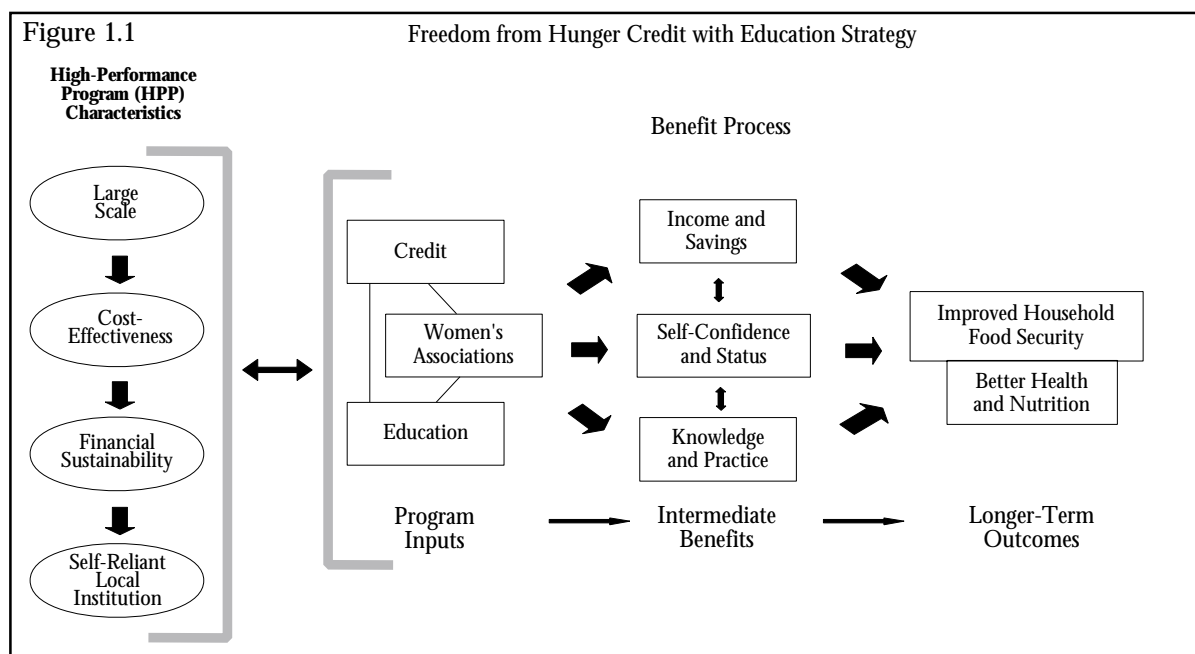 Figure 1.1
Freedom from Hunger Credit with Education Strategy
High-Performance
Program (HPP)
Characteristics
Large
Scale
Cost-
Effectiveness
Financial
Sustainability
Self-Reliant
Local
Institution
Benefit Process
Credit
Women's
Associations
Education
Program
Inputs
Income and
Savings
Self-Confidence
and Status
Knowledge
and Practice
Intermediate
Benefits
Improved Household
Food Security
Better Health
and Nutrition
Longer-Term
Outcomes